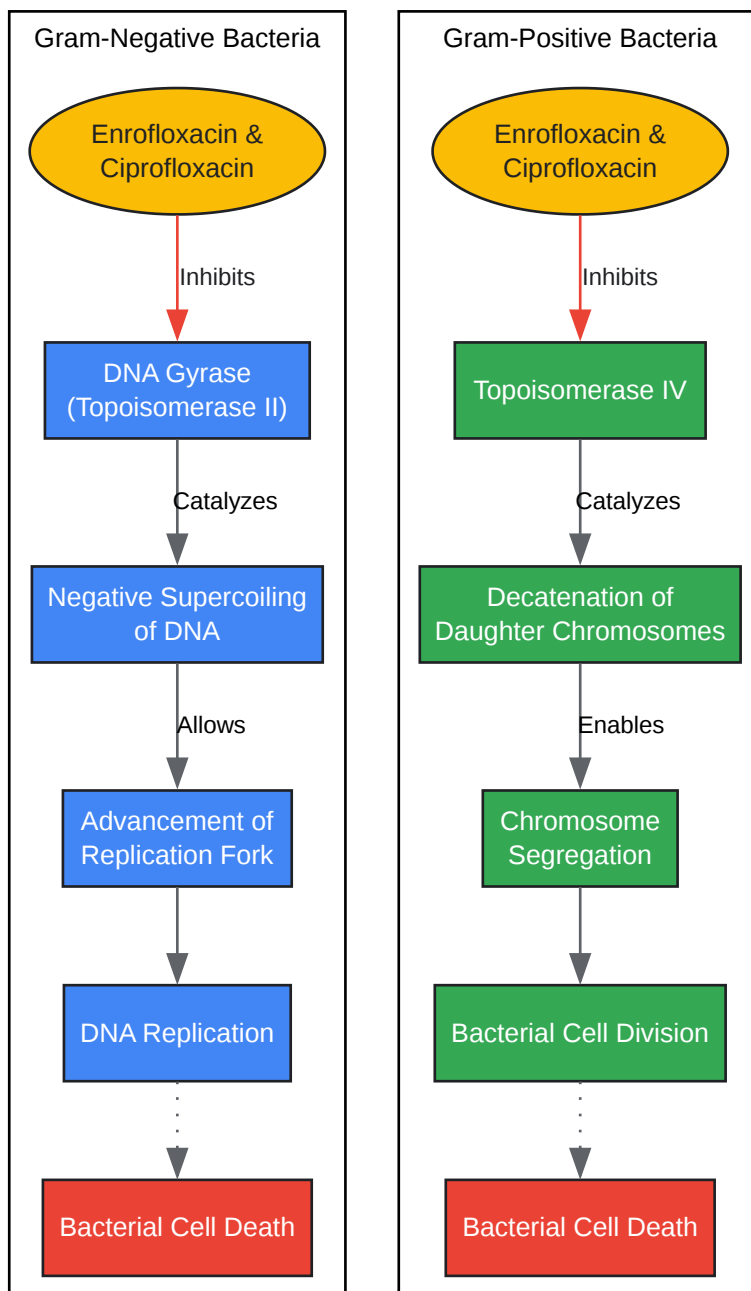 Gram-Negative Bacteria
Enrofloxacin &
Ciprofloxacin
Inhibits
DNA Gyrase
(Topoisomerase II)
Catalyzes
Negative Supercoiling
of DNA
Allows
Advancement of
Replication Fork
DNA Replication
Bacterial Cell Death
Gram-Positive Bacteria
Enrofloxacin &
Ciprofloxacin
Inhibits
Topoisomerase IV
Catalyzes
Decatenation of
Daughter Chromosomes
Enables
Chromosome
Segregation
Bacterial Cell Division
Bacterial Cell Death